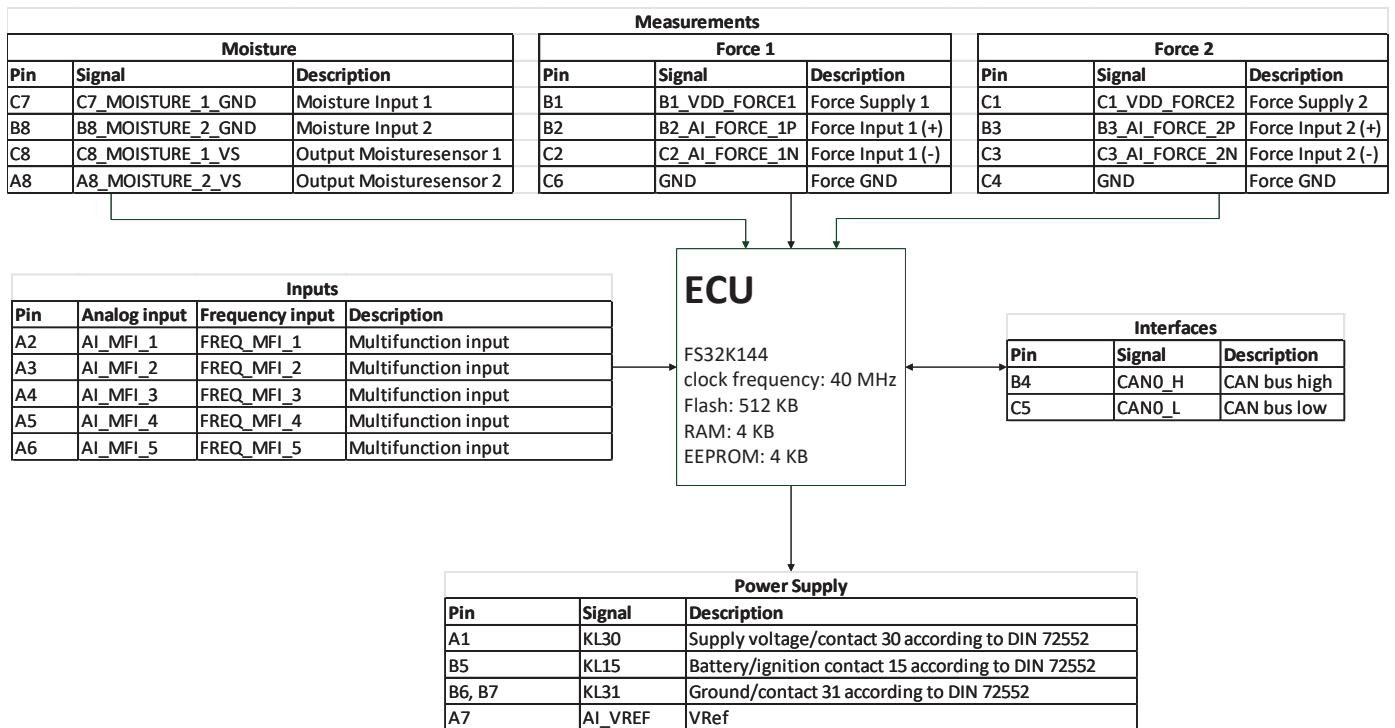 Measurements
Moisture
Pin Signal Description
C7 C7_MOISTURE_1_GND Moisture Input 1
B8 B8_MOISTURE_2_GND Moisture Input 2
C8 C8_MOISTURE_1_VS Output Moisturesensor 1
A8 A8_MOISTURE_2_VS Output Moisturesensor 2
Force 1
Pin Signal Description
B1 B1_VDD_FORCE1 Force Supply 1
B2 B2_AI_FORCE_1P Force Input 1 (+)
C2 C2_AI_FORCE_1N Force Input 1 (-)
C6 GND Force GND
Force 2
Pin Signal Description
C1 C1_VDD_FORCE2 Force Supply 2
B3 B3_AI_FORCE_2P Force Input 2 (+)
C3 C3_AI_FORCE_2N Force Input 2 (-)
C4 GND Force GND
Inputs
Pin Analog input Frequency input Description
A2 AI_MFI_1 FREQ_MFI_1 Multifunction input
A3 AI_MFI_2 FREQ_MFI_2 Multifunction input
A4 AI_MFI_3 FREQ_MFI_3 Multifunction input
A5 AI_MFI_4 FREQ_MFI_4 Multifunction input
A6 AI_MFI_5 FREQ_MFI_5 Multifunction input
ECU
FS32K144
clock frequency: 40 MHz
Flash: 512 KB
RAM: 4 KB
EEPROM: 4 KB
Interfaces
Pin Signal Description
B4 CAN0_H CAN bus high
C5 CAN0_L CAN bus low
Power Supply
Pin Signal Description
A1 KL30 Supply voltage/contact 30 according to DIN 72552
B5 KL15 Battery/ignition contact 15 according to DIN 72552
B6, B7 KL31 Ground/contact 31 according to DIN 72552
A7 AI_VREF VRef